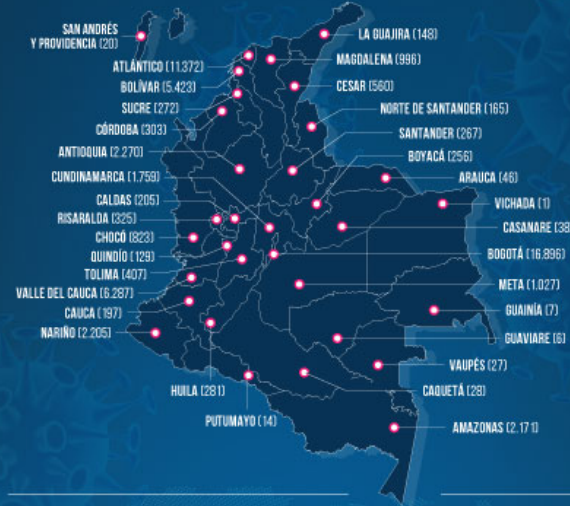 SAN ANDRÉS
Y PROVIDENCIA (20)
ATLÁNTICO (11.372)
BOLÍVAR (5.423)
SUCRE (272)
CÓRDOBA (303)
ANTIOQUIA (2.270)
CUNDINAMARCA (1.759)
CALDAS (205)
RISARALDA (325)
CHOCÓ (823)
QUINDÍO (129)
TOLIMA (407)
VALLE DEL CAUCA (6.287)
CAUCA (197)
NARIÑO (2.205)
HUILA (281)
PUTUMAYO (14)
LA GUAJIRA (148)
MAGDALENA (996)
CESAR (560)
NORTE DE SANTANDER (165)
SANTANDER (267)
BOYACÁ (256)
ARAUCA (46)
VICHADA (1)
CASANARE (38
BOGOTÁ (16.896)
META (1.027)
GUAINÍA (7)
GUAVIARE (6)
VAUPÉS (27)
CAQUETÁ (28)
AMAZONAS (2.171)